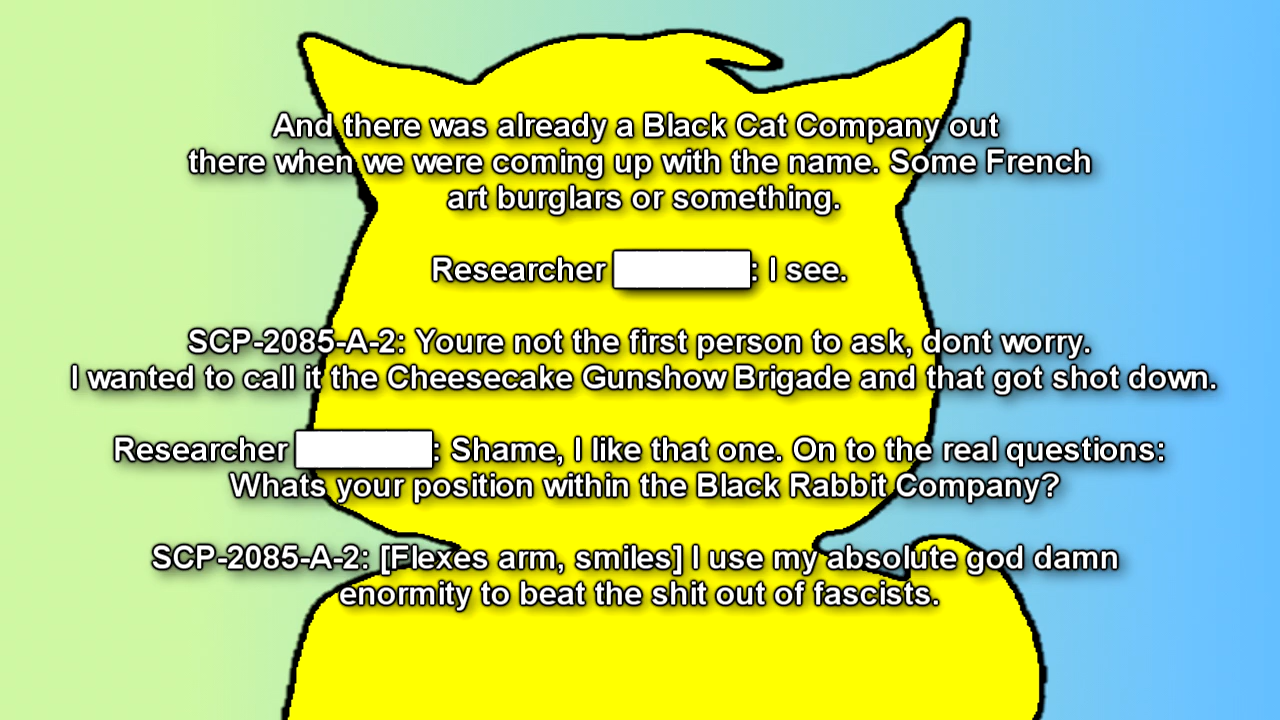 And there was already a Black Cat Company out
there when we were coming up with the name. Some French
art burglars or something.
Researcher : I see.
SCP-2085-A-2: Youre not the first person to ask, dont worry.
I wanted to call it the Cheesecake Gunshow Brigade and that got shot down.
Researcher : Shame, I like that one. On to the real questions:
Whats your position within the Black Rabbit Company?
SCP-2085-A-2: [Flexes arm, smiles] I use my absolute god damn
enormity to beat the shit out of fascists.